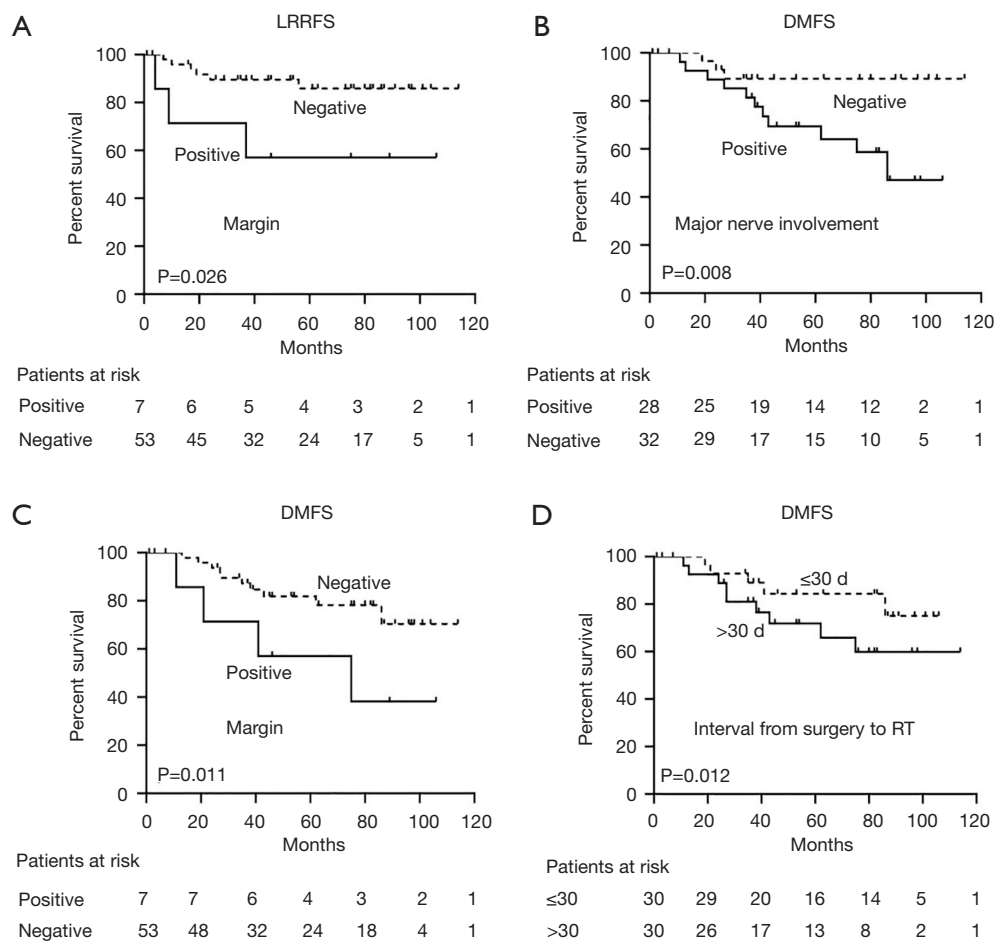 A
LRRFS
100
80
60
40
20
0
Percent survival
Negative
Positive
Margin
P=0.026
0 20 40 60 80 100 120
Months
Patients at risk
Positive 7 6 5 4 3 2 1
Negative 53 45 32 24 17 5 1
B
DMFS
100
80
60
40
20
0
Percent survival
Negative
Positive
Major nerve involvement
P=0.008
0 20 40 60 80 100 120
Months
Patients at risk
Positive 28 25 19 14 12 2 1
Negative 32 29 17 15 10 5 1
C
DMFS
100
80
60
40
20
0
Percent survival
Negative
Positive
Margin
P=0.011
0 20 40 60 80 100 120
Months
Patients at risk
Positive 7 7 6 4 3 2 1
Negative 53 48 32 24 18 4 1
D
DMFS
100
80
60
40
20
0
Percent survival
≤30 d
>30 d
Interval from surgery to RT
P=0.012
0 20 40 60 80 100 120
Months
Patients at risk
≤30 30 29 20 16 14 5 1
>30 30 26 17 13 8 2 1